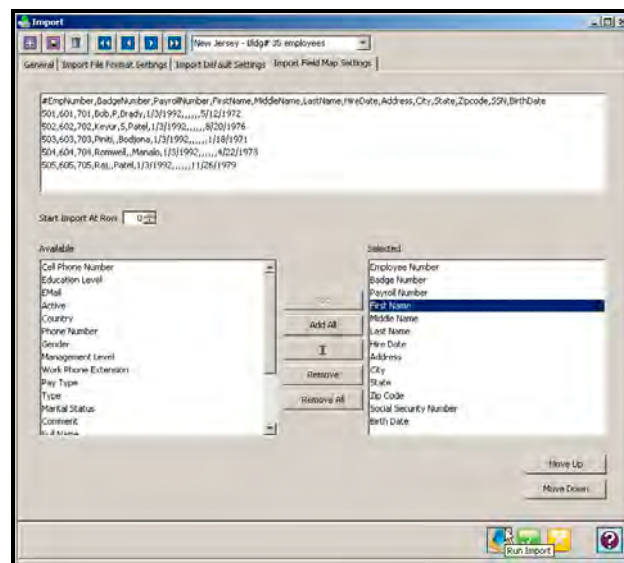 Import
New Jersey - Bldg# 35 employees
General
Import File Format Settings
Import Default Settings
Import Field Map Settings
#EmpNumber,BadgeNumber,PayrollNumber,FirstName,MiddleName,LastName,HireDate,Address,City,State,Zipcode,SSN,BirthDate
501,601,701,Bob,P,Brady,1/3/1992,,,,,,5/12/1972
502,602,702,Keyur,S,Patel,1/3/1992,,,,,,8/20/1976
503,603,703,Piniti,,Bodjona,1/3/1992,,,,,,1/18/1971
504,604,704,Romweil,,Manalo,1/3/1992,,,,,,4/22/1973
505,605,705,Raj,,Patel,1/3/1992,,,,,,11/26/1979
Start Import At Row
0
Available
Cell Phone Number
Education Level
EMail
Active
Country
Phone Number
Gender
Management Level
Work Phone Extension
Pay Type
Type
Marital Status
Comment
Full Name
Add All
Remove
Remove All
Selected
Employee Number
Badge Number
Payroll Number
First Name
Middle Name
Last Name
Hire Date
Address
City
State
Zip Code
Social Security Number
Birth Date
Move Up
Move Down
Run Import